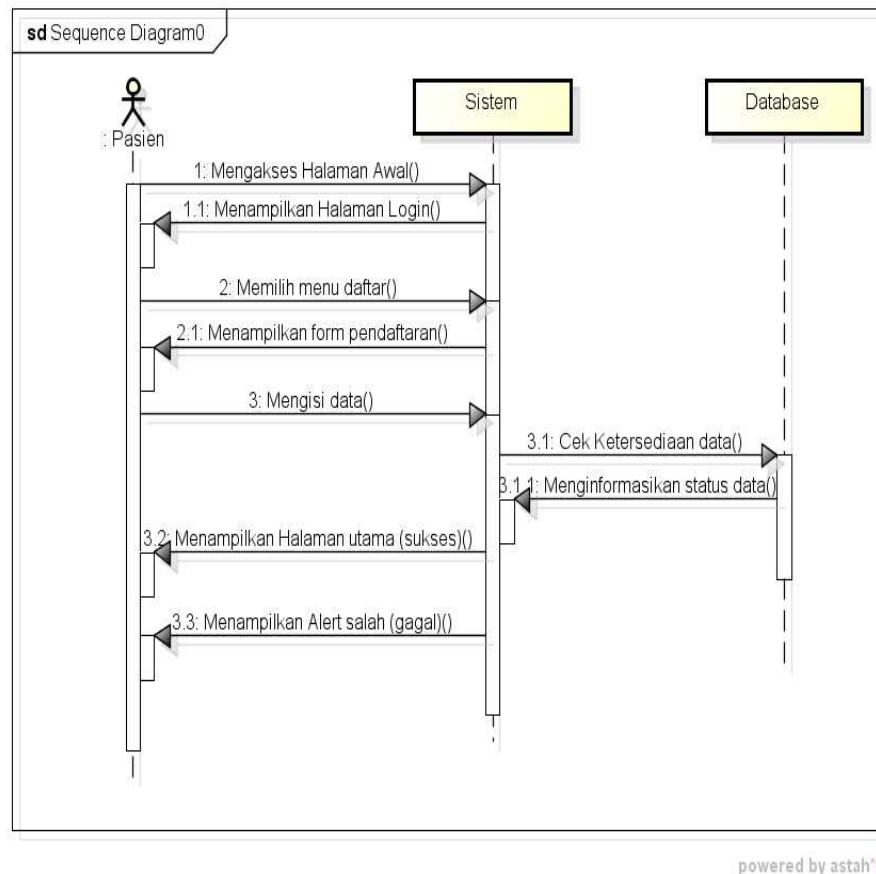 sd Sequence Diagram0
: Pasien
Sistem
Database
1: Mengakses Halaman Awal()
1.1: Menampilkan Halaman Login()
2: Memilih menu daftar()
2.1: Menampilkan form pendaftaran()
3: Mengisi data()
3.1: Cek Ketersediaan data()
3.1.1: Menginformasikan status data()
3.2: Menampilkan Halaman utama (sukses)()
3.3: Menampilkan Alert salah (gagal)()
powered by astah*